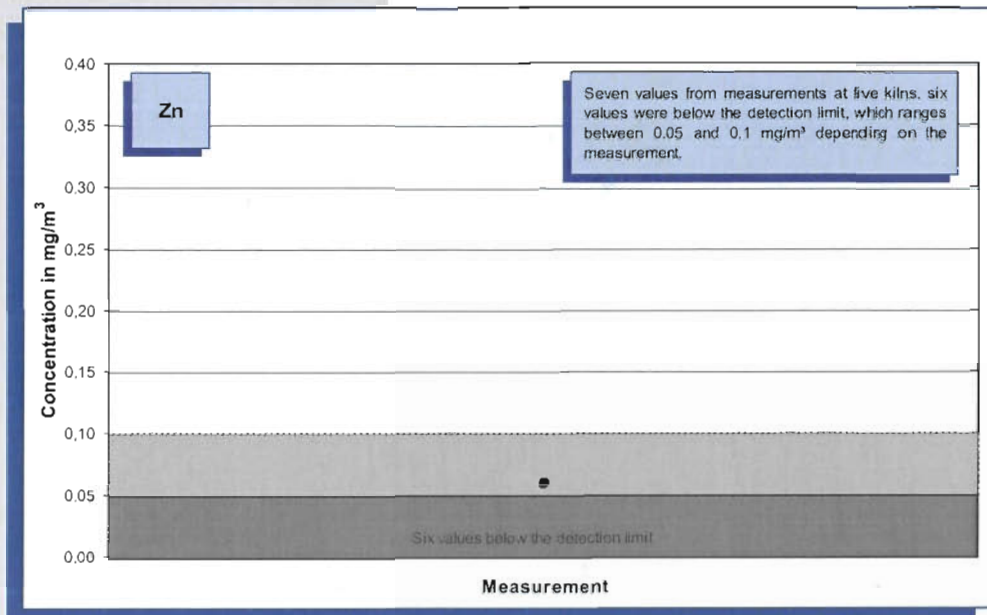 Zn
Seven values from measurements at five kilns, six
values were below the detection limit, which ranges
between 0.05 and 0.1 mg/m³ depending on the
measurement.
Concentration in mg/m³
0,40
0,35
0,30
0,25
0,20
0,15
0,10
0,05
0,00
Six values below the detection limit
Measurement